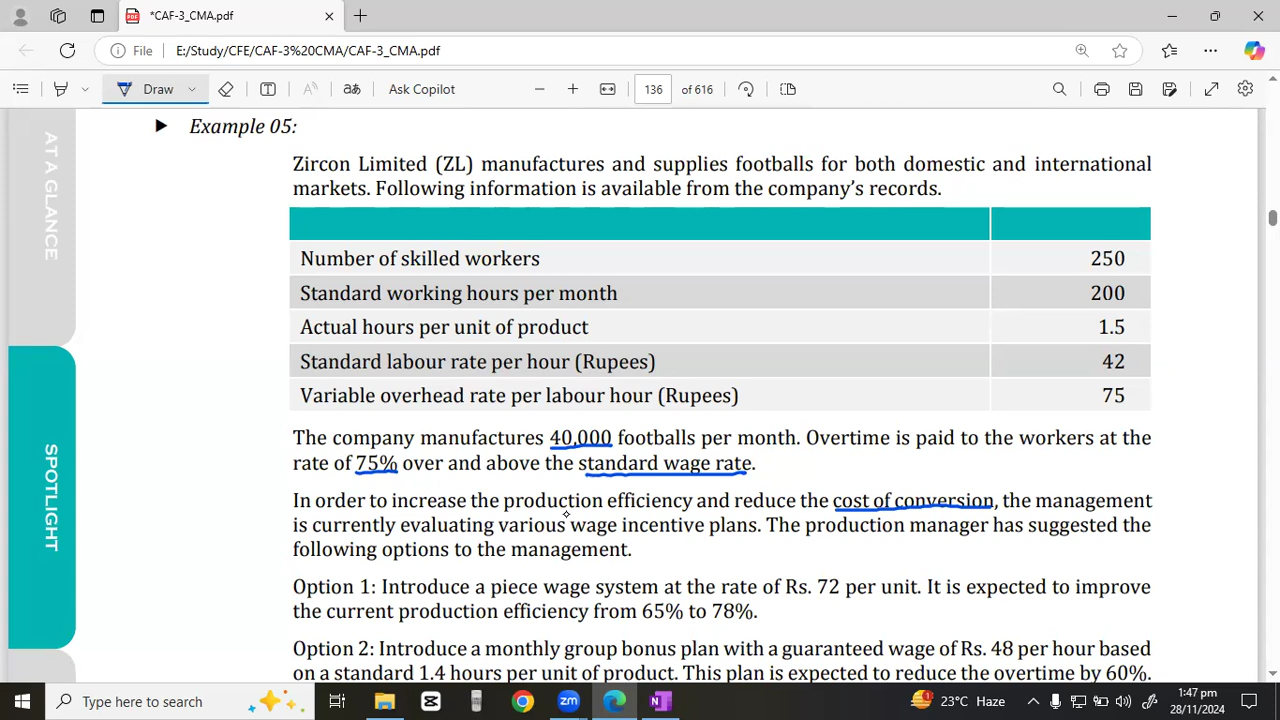 *CAF-3_CMA.pdf
File E:/Study/CFE/CAF-3%20CMA/CAF-3_CMA.pdf
Draw Ask Copilot 136 of 616
AT A GLANCE
SPOTLIGHT
Example 05:
Zircon Limited (ZL) manufactures and supplies footballs for both domestic and international
markets. Following information is available from the company's records.
Number of skilled workers 250
Standard working hours per month 200
Actual hours per unit of product 1.5
Standard labour rate per hour (Rupees) 42
Variable overhead rate per labour hour (Rupees) 75
The company manufactures 40,000 footballs per month. Overtime is paid to the workers at the
rate of 75% over and above the standard wage rate.
In order to increase the production efficiency and reduce the cost of conversion, the management
is currently evaluating various wage incentive plans. The production manager has suggested the
following options to the management.
Option 1: Introduce a piece wage system at the rate of Rs. 72 per unit. It is expected to improve
the current production efficiency from 65% to 78%.
Option 2: Introduce a monthly group bonus plan with a guaranteed wage of Rs. 48 per hour based
on a standard 1.4 hours per unit of product. This plan is expected to reduce the overtime by 60%.
Type here to search
zm
1
23°C Haze
1:47 pm
28/11/2024